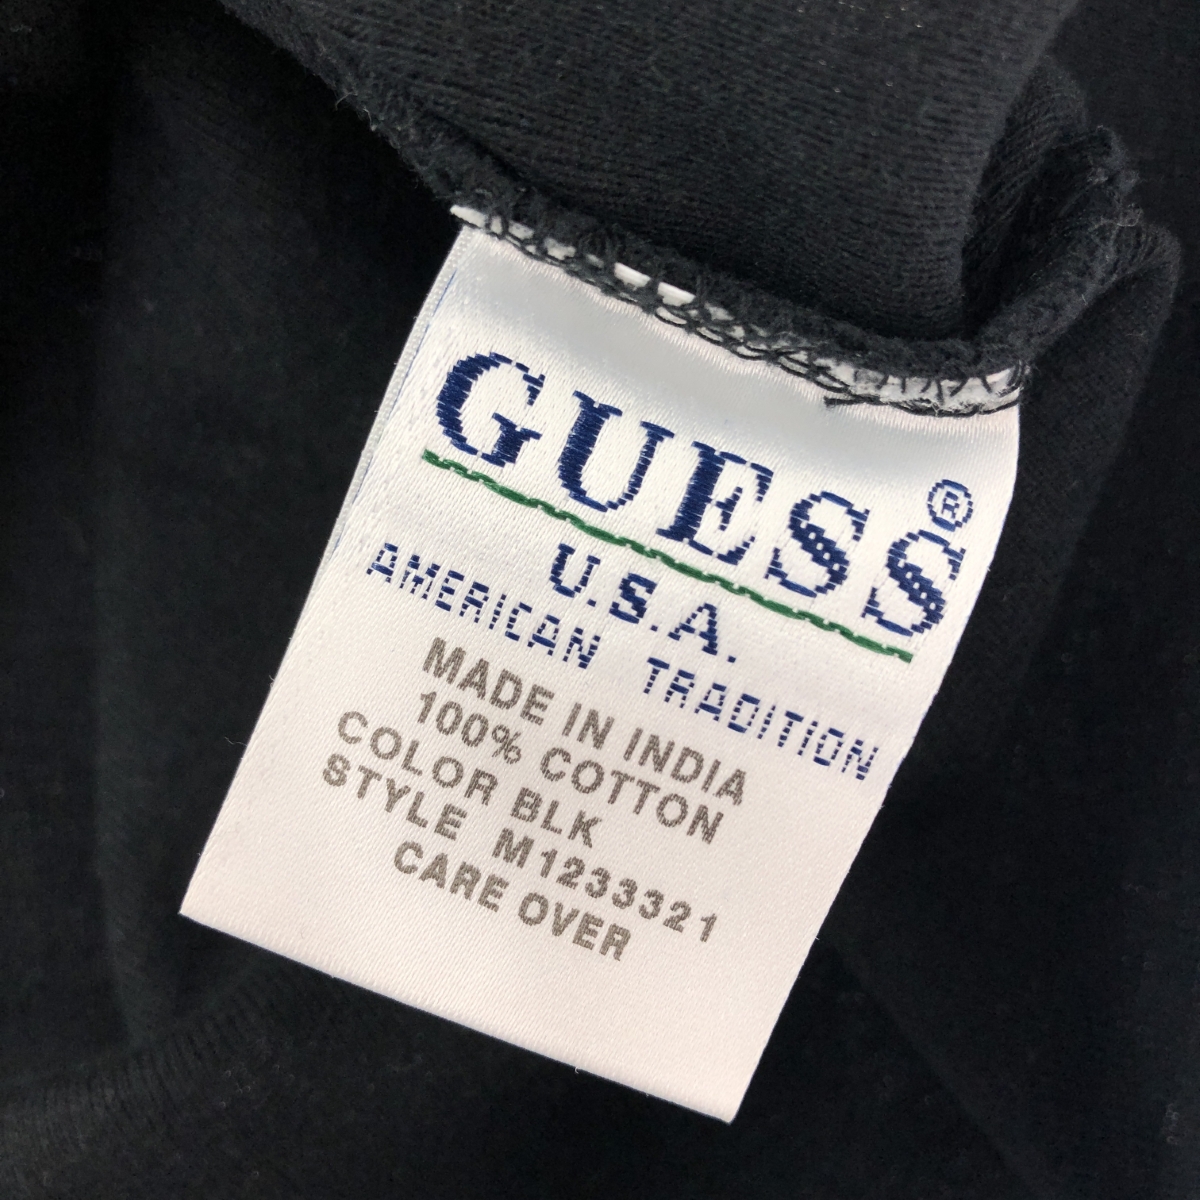 GUESS®
U.S.A.
AMERICAN TRADITION
MADE IN INDIA
100% COTTON
COLOR BLK
STYLE M1233321
CARE OVER